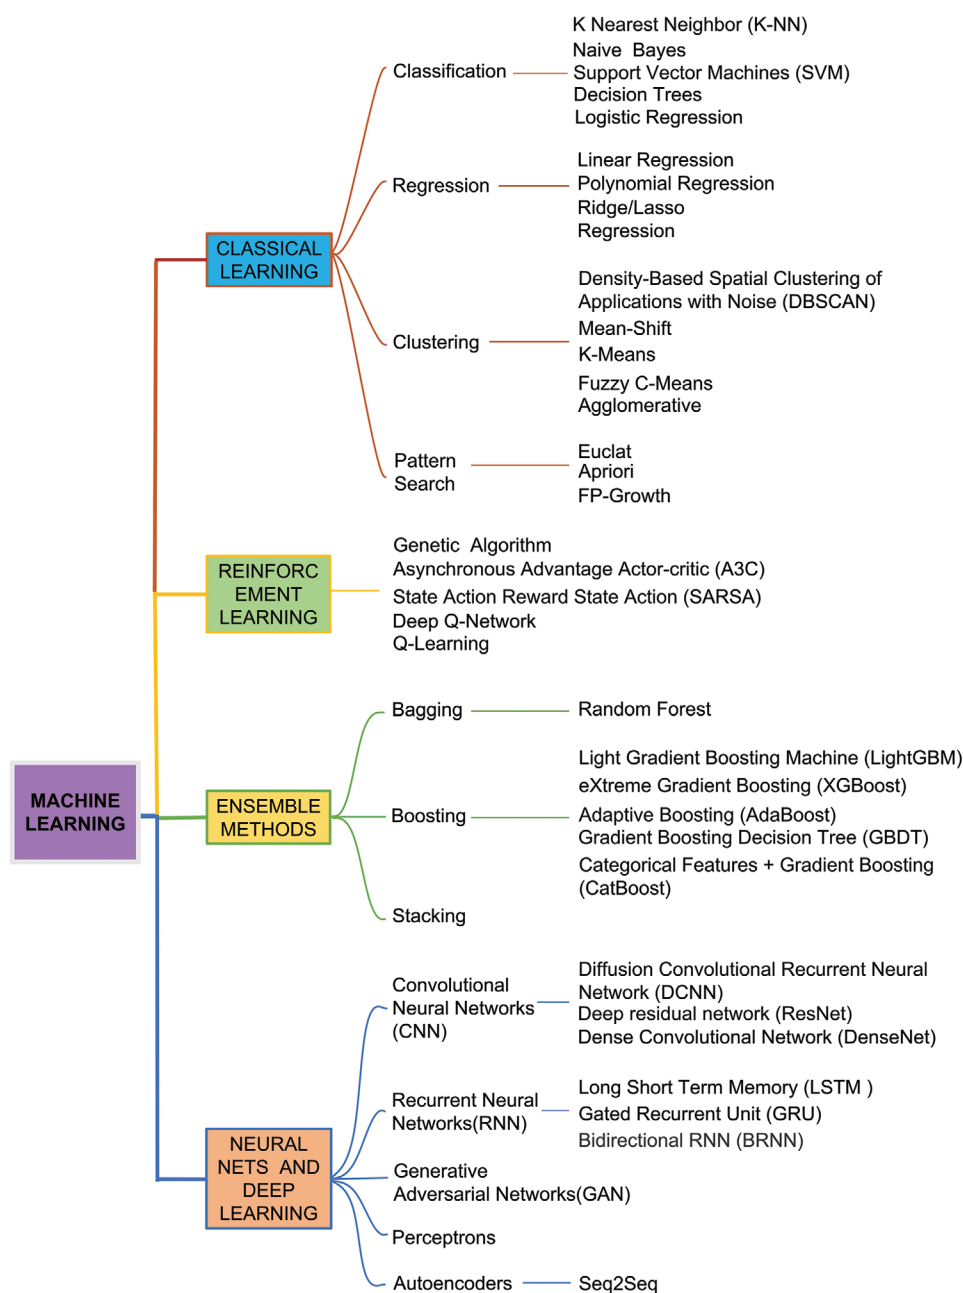 K Nearest Neighbor (K-NN)
Naive Bayes
Classification
Support Vector Machines (SVM)
Decision Trees
Logistic Regression
Linear Regression
Regression
Polynomial Regression
Ridge/Lasso
Regression
CLASSICAL
LEARNING
Density-Based Spatial Clustering of
Applications with Noise (DBSCAN)
Mean-Shift
Clustering
K-Means
Fuzzy C-Means
Agglomerative
Pattern
Search
Euclat
Apriori
FP-Growth
REINFORC
EMENT
LEARNING
Genetic Algorithm
Asynchronous Advantage Actor-critic (A3C)
State Action Reward State Action (SARSA)
Deep Q-Network
Q-Learning
Bagging
Random Forest
MACHINE
LEARNING
ENSEMBLE
METHODS
Light Gradient Boosting Machine (LightGBM)
eXtreme Gradient Boosting (XGBoost)
Boosting
Adaptive Boosting (AdaBoost)
Gradient Boosting Decision Tree (GBDT)
Categorical Features + Gradient Boosting
(CatBoost)
Stacking
Convolutional
Neural Networks
(CNN)
Diffusion Convolutional Recurrent Neural
Network (DCNN)
Deep residual network (ResNet)
Dense Convolutional Network (DenseNet)
Recurrent Neural
Networks(RNN)
Long Short Term Memory (LSTM )
Gated Recurrent Unit (GRU)
Bidirectional RNN (BRNN)
NEURAL
NETS AND
DEEP
LEARNING
Generative
Adversarial Networks(GAN)
Perceptrons
Autoencoders
Seq2Seq